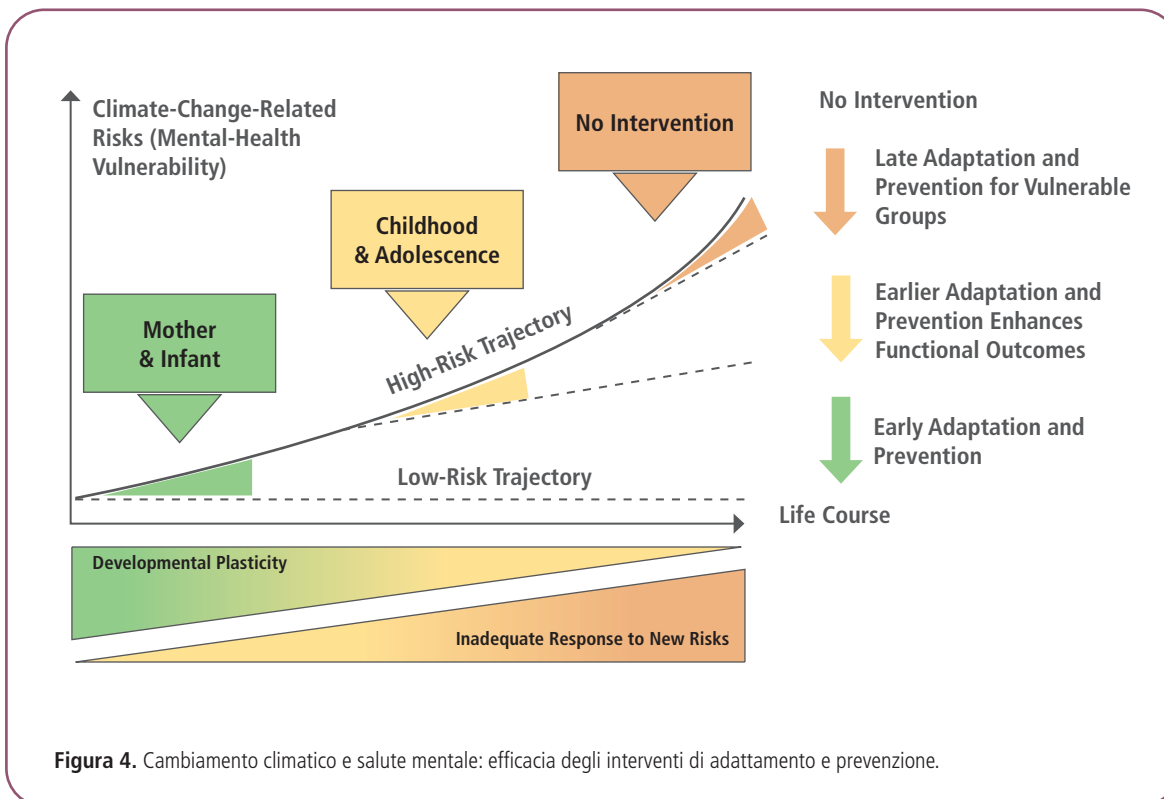 Climate-Change-Related
Risks (Mental-Health
Vulnerability)
No Intervention
Childhood
& Adolescence
Mother
& Infant
High-Risk Trajectory
Low-Risk Trajectory
Life Course
No Intervention
Late Adaptation and
Prevention for Vulnerable
Groups
Earlier Adaptation and
Prevention Enhances
Functional Outcomes
Early Adaptation and
Prevention
Developmental Plasticity
Inadequate Response to New Risks
Figura 4. Cambiamento climatico e salute mentale: efficacia degli interventi di adattamento e prevenzione.